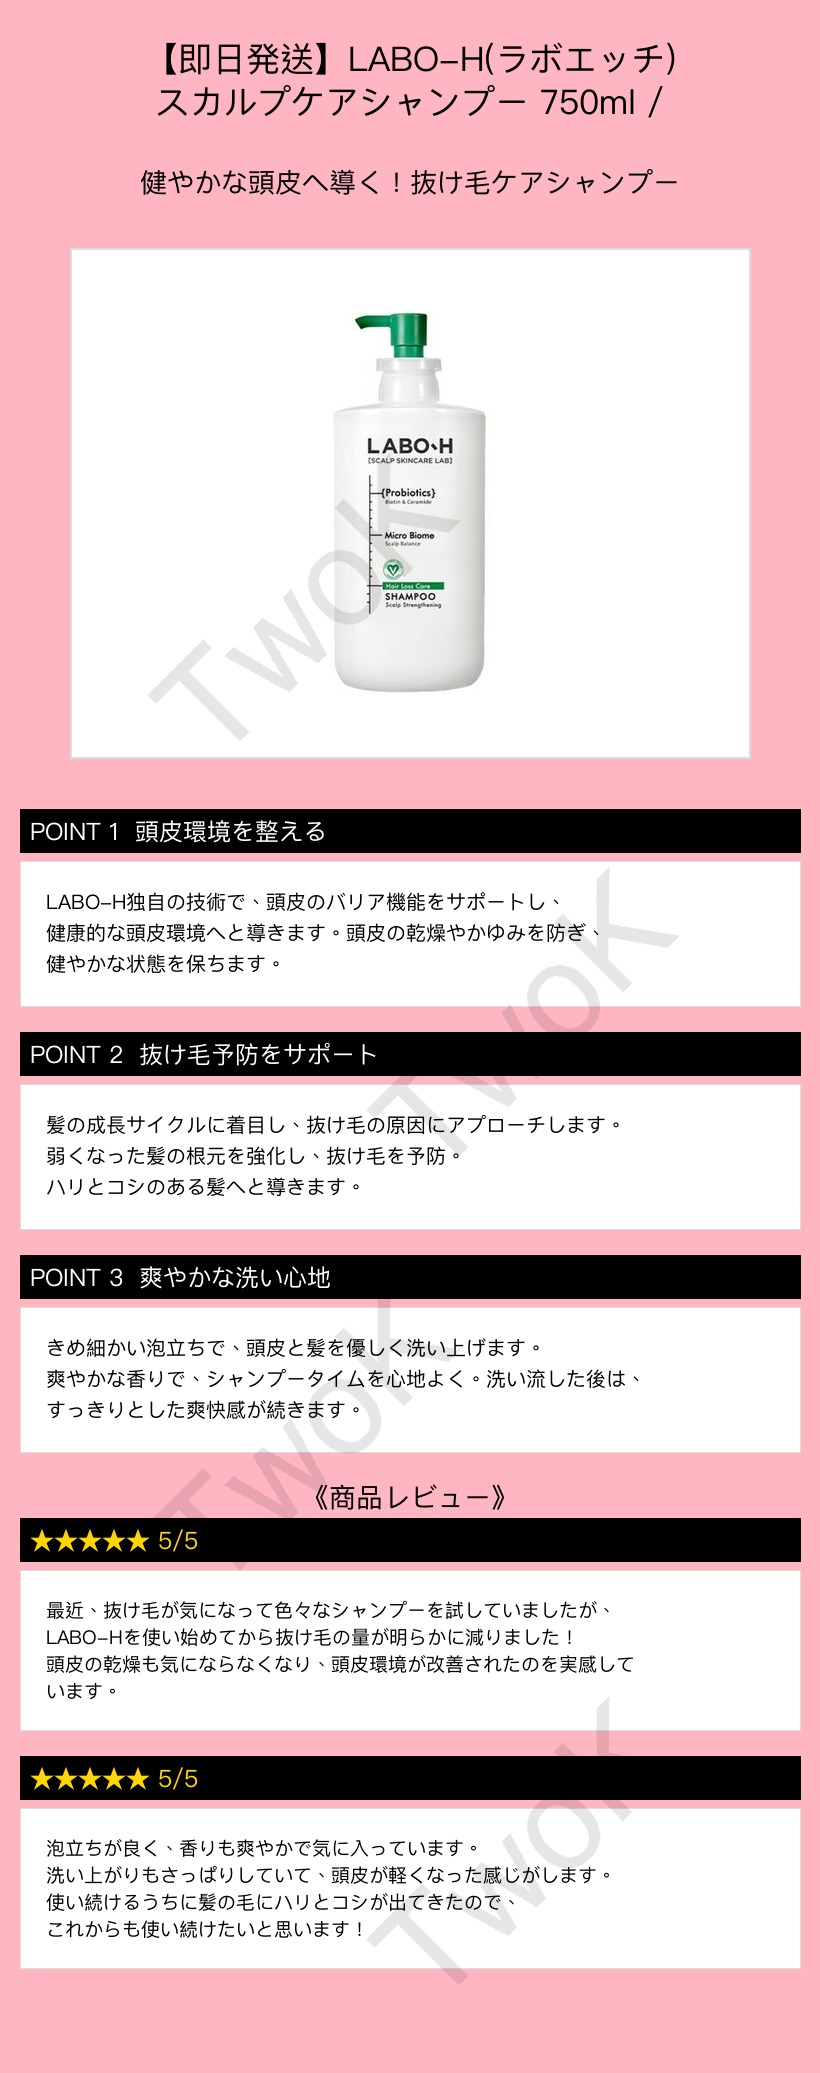 【即日発送】LABO-H(ラボエッチ)
スカルプケアシャンプー 750ml /
健やかな頭皮へ導く！抜け毛ケアシャンプー
LABO-H
[SCALP SKINCARE LAB]
{Probiotics}
Biotin & Ceramide
Micro Biome
Scalp Balance
Hair Loss Care
SHAMPOO
Scalp Strengthening
TwoK
POINT 1 頭皮環境を整える
LABO-H独自の技術で、頭皮のバリア機能をサポートし、
健康的な頭皮環境へと導きます。頭皮の乾燥やかゆみを防ぎ、
健やかな状態を保ちます。
TwoK
POINT 2 抜け毛予防をサポート
髪の成長サイクルに着目し、抜け毛の原因にアプローチします。
弱くなった髪の根元を強化し、抜け毛を予防。
ハリとコシのある髪へと導きます。
POINT 3 爽やかな洗い心地
きめ細かい泡立ちで、頭皮と髪を優しく洗い上げます。
爽やかな香りで、シャンプータイムを心地よく。洗い流した後は、
すっきりとした爽快感が続きます。
TwoK
《商品レビュー》
★★★★★ 5/5
最近、抜け毛が気になって色々なシャンプーを試していましたが、
LABO-Hを使い始めてから抜け毛の量が明らかに減りました！
頭皮の乾燥も気にならなくなり、頭皮環境が改善されたのを実感して
います。
★★★★★ 5/5
泡立ちが良く、香りも爽やかで気に入っています。
洗い上がりもさっぱりしていて、頭皮が軽くなった感じがします。
使い続けるうちに髪の毛にハリとコシが出てきたので、
これからも使い続けたいと思います！
TwoK